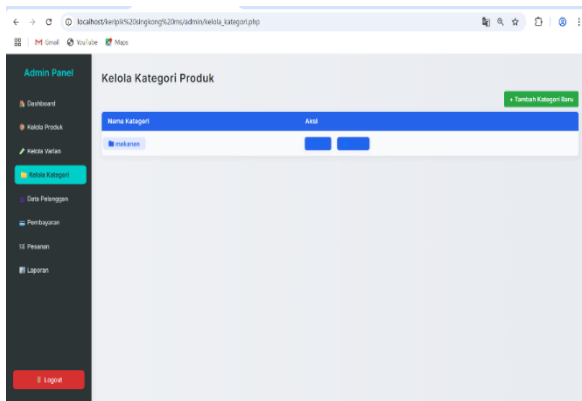 localhost/keripik%20singkong%20ms/admin/kelola_kategori.php
M Gmail YouTube Maps
Admin Panel
Kelola Kategori Produk
+ Tambah Kategori Baru
Dashboard
Kelola Produk
Kelola Varian
Kelola Kategori
Data Pelanggan
Pembayaran
Pesanan
Laporan
Logout
Nama Kategori Aksi
makanan